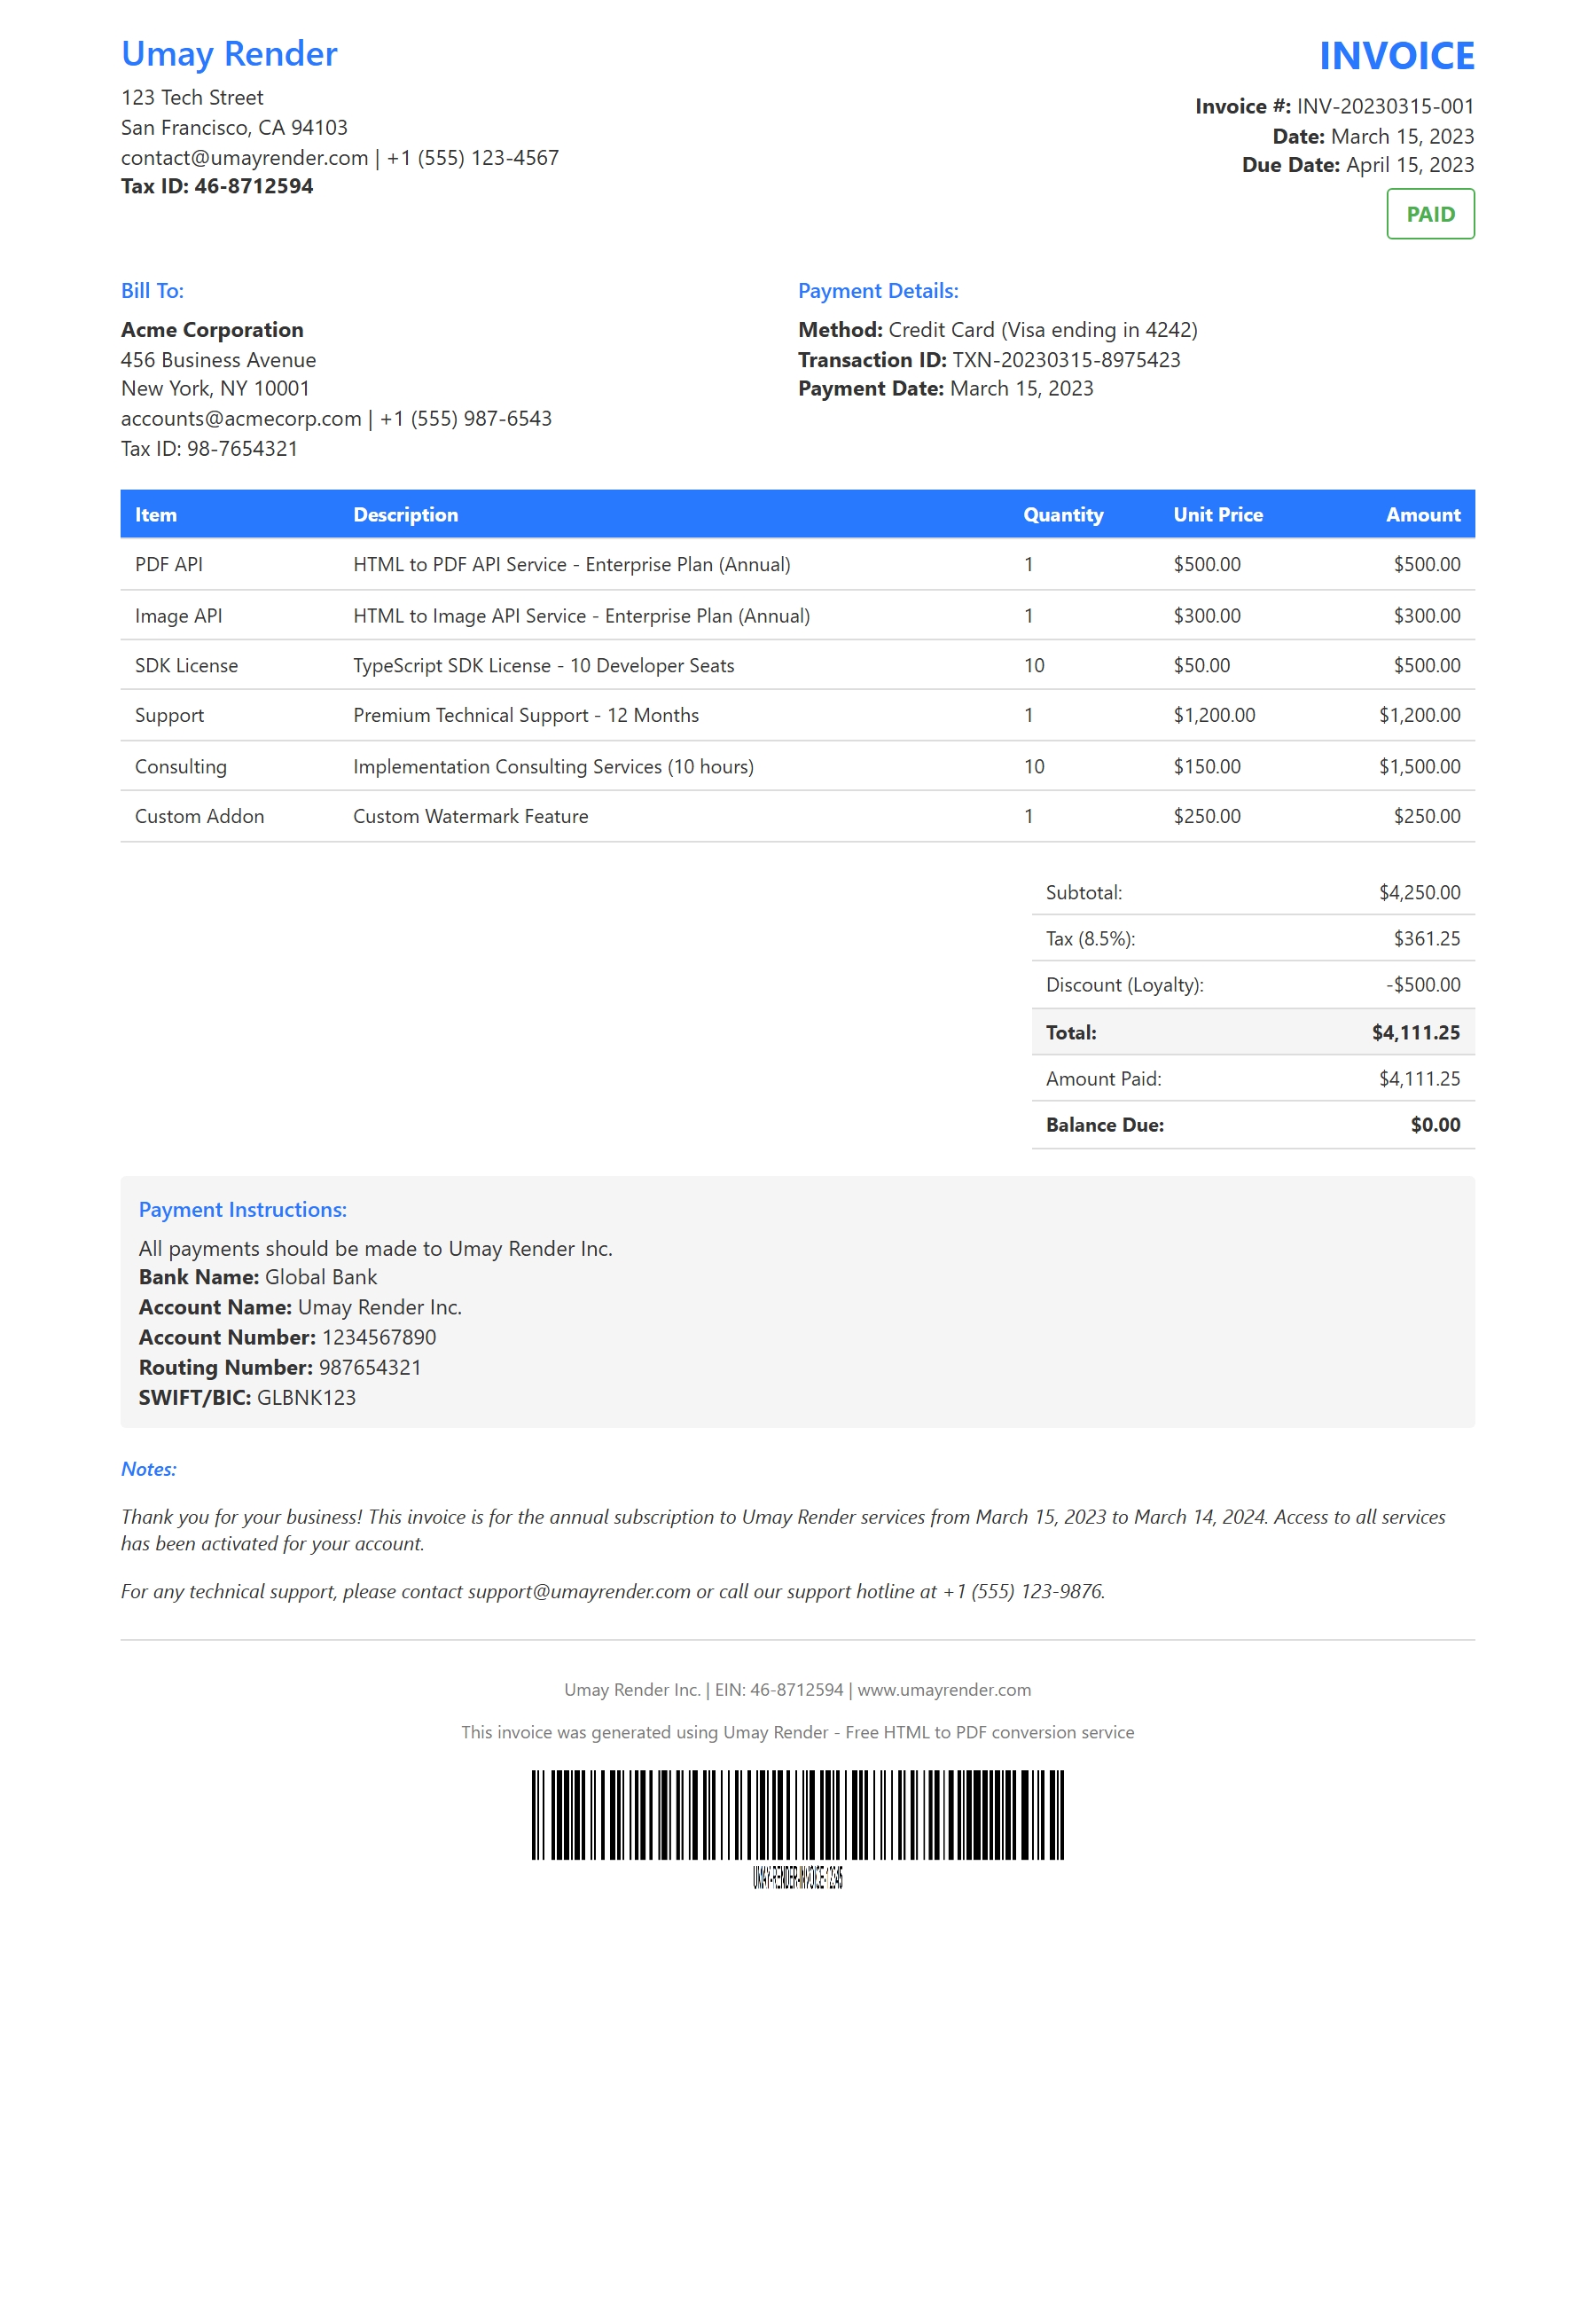 Umay Render
123 Tech Street
San Francisco, CA 94103
contact@umayrender.com | +1 (555) 123-4567
Tax ID: 46-8712594
INVOICE
Invoice #: INV-20230315-001
Date: March 15, 2023
Due Date: April 15, 2023
PAID
Bill To:
Acme Corporation
456 Business Avenue
New York, NY 10001
accounts@acmecorp.com | +1 (555) 987-6543
Tax ID: 98-7654321
Payment Details:
Method: Credit Card (Visa ending in 4242)
Transaction ID: TXN-20230315-8975423
Payment Date: March 15, 2023
Item Description Quantity Unit Price Amount
PDF API HTML to PDF API Service - Enterprise Plan (Annual) 1 $500.00 $500.00
Image API HTML to Image API Service - Enterprise Plan (Annual) 1 $300.00 $300.00
SDK License TypeScript SDK License - 10 Developer Seats 10 $50.00 $500.00
Support Premium Technical Support - 12 Months 1 $1,200.00 $1,200.00
Consulting Implementation Consulting Services (10 hours) 10 $150.00 $1,500.00
Custom Addon Custom Watermark Feature 1 $250.00 $250.00
Subtotal: $4,250.00
Tax (8.5%): $361.25
Discount (Loyalty): -$500.00
Total: $4,111.25
Amount Paid: $4,111.25
Balance Due: $0.00
Payment Instructions:
All payments should be made to Umay Render Inc.
Bank Name: Global Bank
Account Name: Umay Render Inc.
Account Number: 1234567890
Routing Number: 987654321
SWIFT/BIC: GLBNK123
Notes:
Thank you for your business! This invoice is for the annual subscription to Umay Render services from March 15, 2023 to March 14, 2024. Access to all services
has been activated for your account.
For any technical support, please contact support@umayrender.com or call our support hotline at +1 (555) 123-9876.
Umay Render Inc. | EIN: 46-8712594 | www.umayrender.com
This invoice was generated using Umay Render - Free HTML to PDF conversion service
UMAY-RENDER-INVOICE-12345